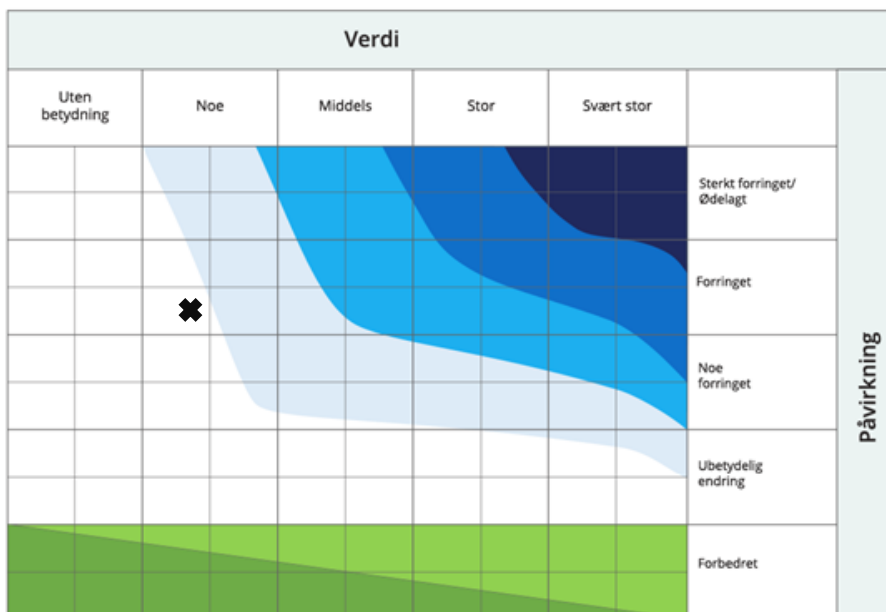 Verdi
Uten
betydning
Noe
Middels
Stor
Svært stor
Sterkt forringet/
Ødelagt
Forringet
Noe
forringet
Ubetydelig
endring
Forbedret
Påvirkning